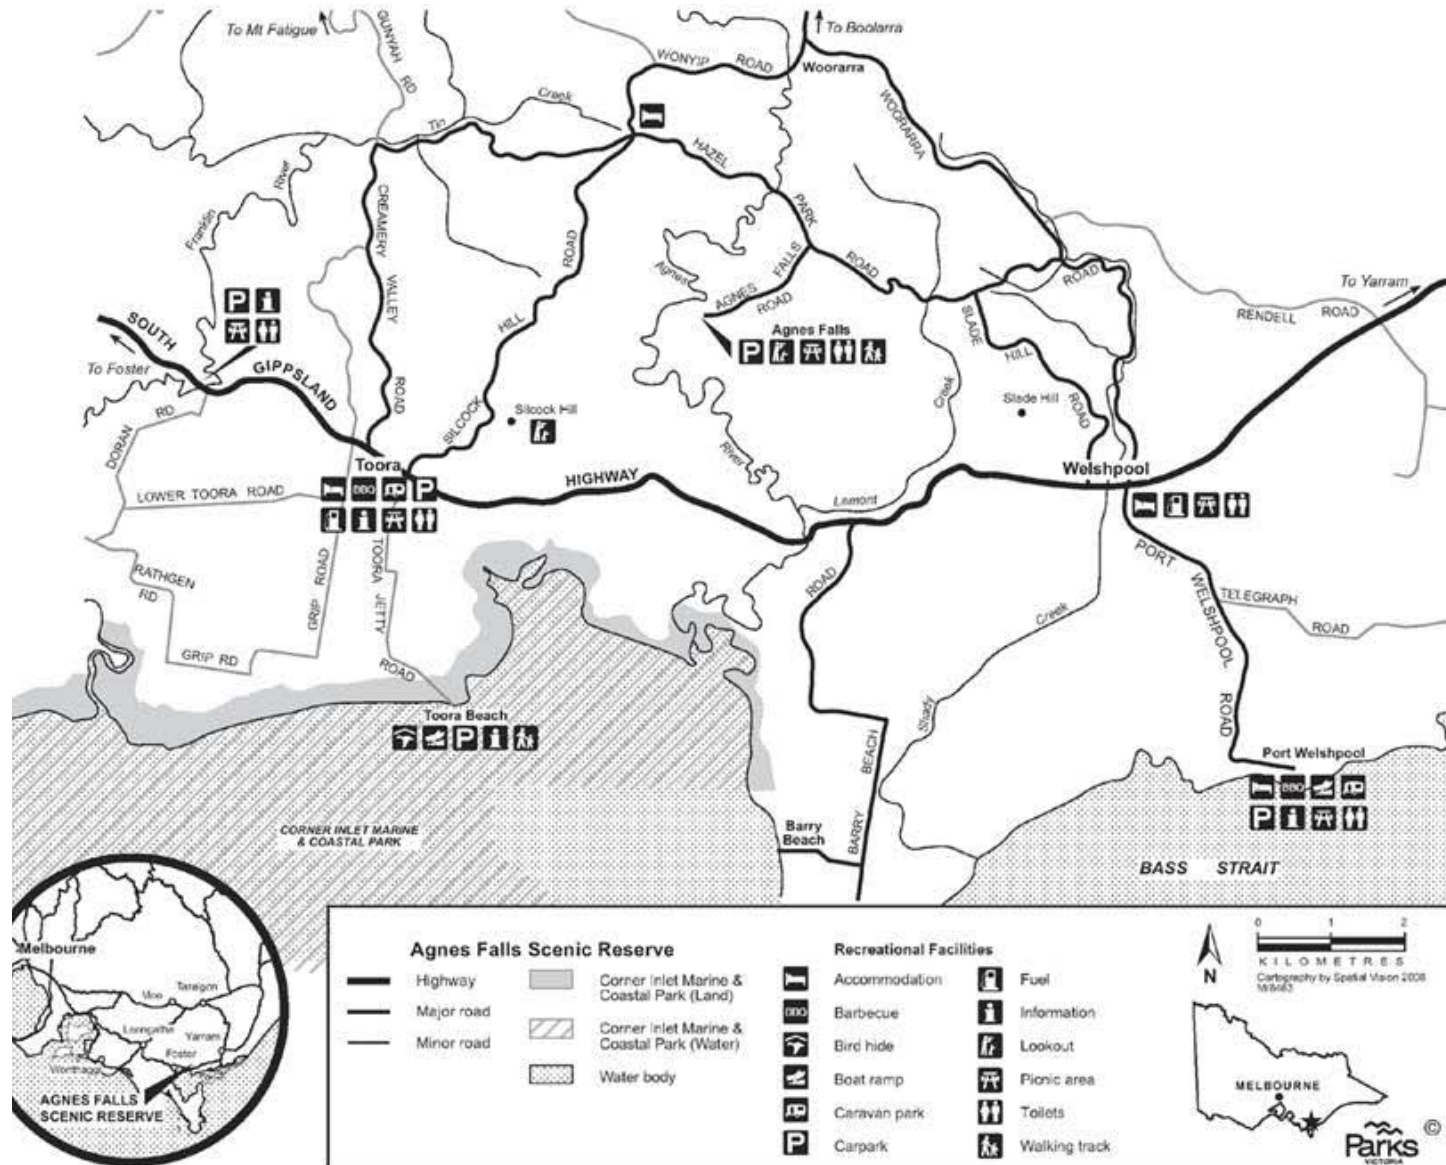 To Mt Fatigue
GUNYAH
RD
To Boolarra
WONYIP
ROAD
Woorarra
Creek
Tin
WOORARRA
HAZEL
River
Franklin
CREAMERY
PARK
ROAD
FALLS
Agnes
ROAD
ROAD
To Yarram
AGNES
ROAD
RENDELL
ROAD
P
VALLEY
HILL
SLADE
Agnes Falls
P
SOUTH
GIPPSLAND
To Foster
HILL
Creek
Slade Hill
RD
ROAD
SILCOCK
Silcock Hill
ROAD
DORAN
River
Toora
HIGHWAY
Welshpool
LOWER TOORA ROAD
BBQ
P
Lamont
TOORA
PORT
ROAD
RATHGEN
RD
ROAD
WELSHPOOL
TELEGRAPH
ROAD
GRIP
JETTY
Creek
GRIP RD
ROAD
Toora Beach
P
Shady
ROAD
BEACH
Port Welshpool
BBQ
P
CORNER INLET MARINE
& COASTAL PARK
Barry
Beach
BARRY
BASS STRAIT
Melbourne
Moe
Traralgon
Leongatha
Yarram
Foster
Wonthaggi
AGNES FALLS
SCENIC RESERVE
Agnes Falls Scenic Reserve
Highway
Major road
Minor road
Corner Inlet Marine &
Coastal Park (Land)
Corner Inlet Marine &
Coastal Park (Water)
Water body
Recreational Facilities
Accommodation
BBQ
Barbecue
Bird hide
Boat ramp
Caravan park
P
Carpark
Fuel
Information
Lookout
Picnic area
Toilets
Walking track
N
0 1 2
KILOMETRES
Cartography by Spatial Vision 2008
MELBOURNE
Parks
VICTORIA
©